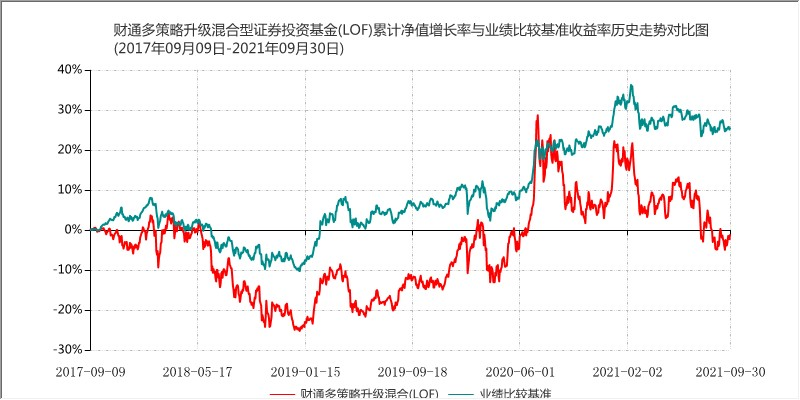 财通多策略升级混合型证券投资基金(LOF)累计净值增长率与业绩比较基准收益率历史走势对比图
(2017年09月09日-2021年09月30日)
40%
30%
20%
10%
0%
-10%
-20%
-30%
2017-09-09 2018-05-17 2019-01-15 2019-09-18 2020-06-01 2021-02-02 2021-09-30
财通多策略升级混合(LOF) 业绩比较基准